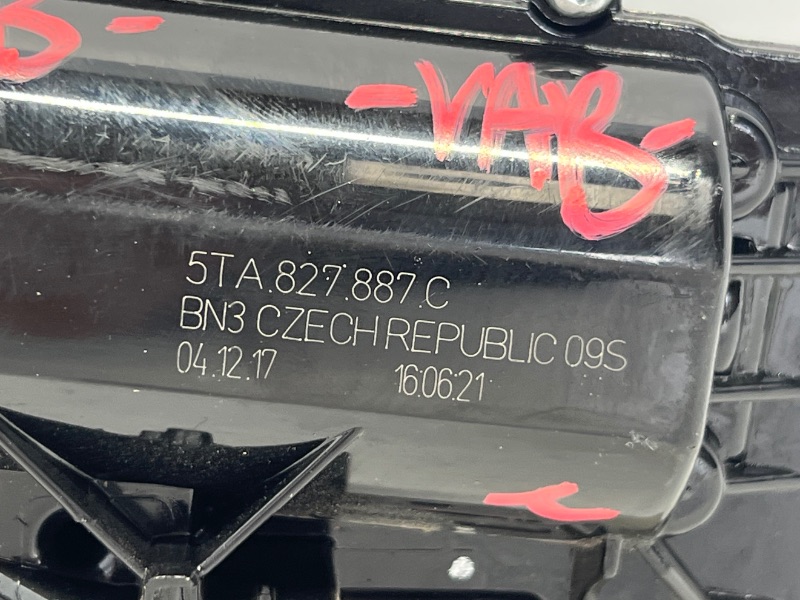 B-
-VAB-
5TA.827.887.C
BN3 CZECH REPUBLIC 09S
04.12.17 16:06:21